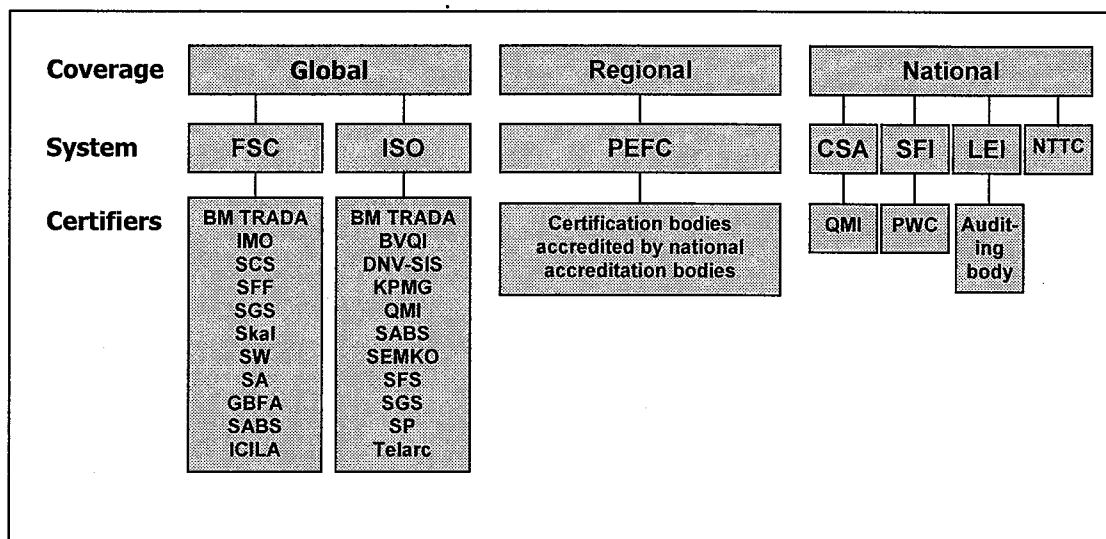 Coverage
Global
Regional
National
System
FSC
ISO
PEFC
CSA
SFI
LEI
NTTC
Certifiers
BM TRADA
IMO
SCS
SFF
SGS
Skal
SW
SA
GBFA
SABS
ICILA
BM TRADA
BVQI
DNV-SIS
KPMG
QMI
SABS
SEMKO
SFS
SGS
SP
Telarc
Certification bodies
accredited by national
accreditation bodies
QMI
PWC
Audit-
ing
body